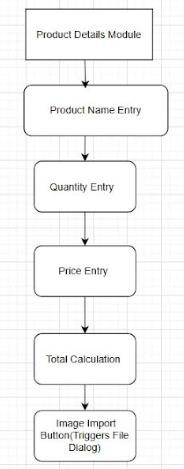 Product Details Module
Product Name Entry
Quantity Entry
Price Entry
Total Calculation
Image Import
Button(Triggers File
Dialog)